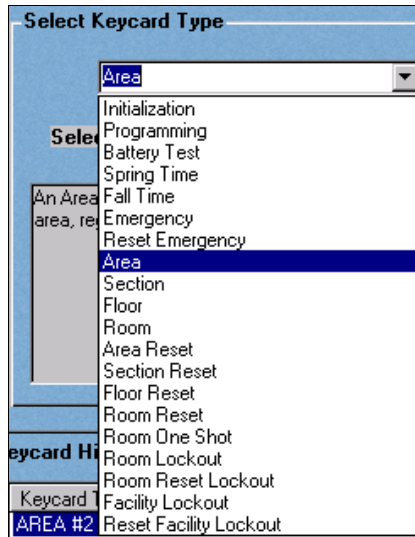 Select Keycard Type
Area
Initialization
Programming
Battery Test
Spring Time
Fall Time
Emergency
Reset Emergency
Area
Section
Floor
Room
Area Reset
Section Reset
Floor Reset
Room Reset
Room One Shot
Room Lockout
Room Reset Lockout
Facility Lockout
Reset Facility Lockout
Selec
An Area
area, re
eycard Hi
Keycard T
AREA #2